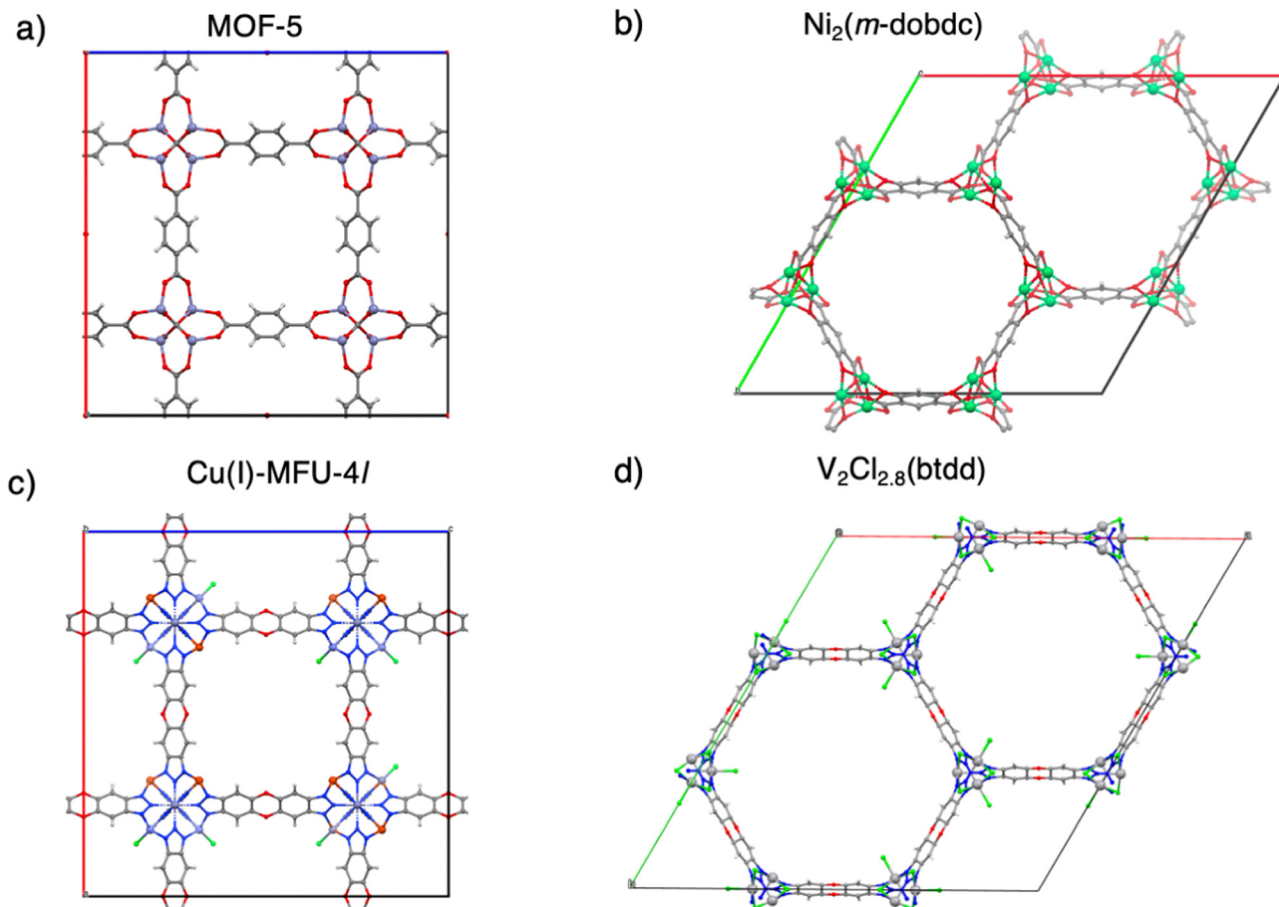 a)
MOF-5
b)
Ni₂(m-dobdc)
c)
Cu(I)-MFU-4l
d)
V₂Cl₂.₈(btdd)